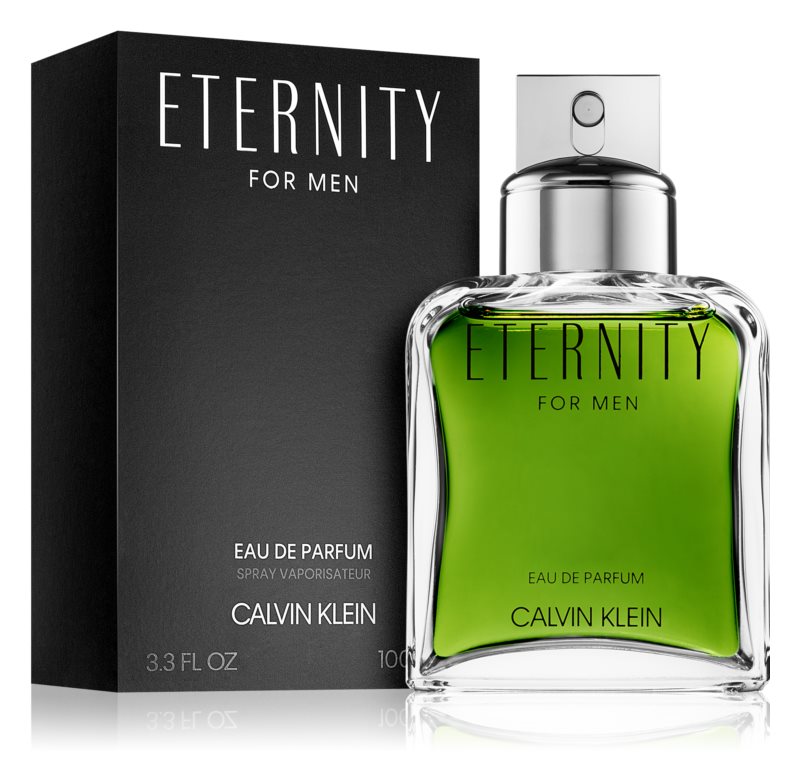 ETERNITY
FOR MEN
EAU DE PARFUM
SPRAY VAPORISATEUR
CALVIN KLEIN
3.3 FL OZ 100
ETERNITY
FOR MEN
EAU DE PARFUM
CALVIN KLEIN